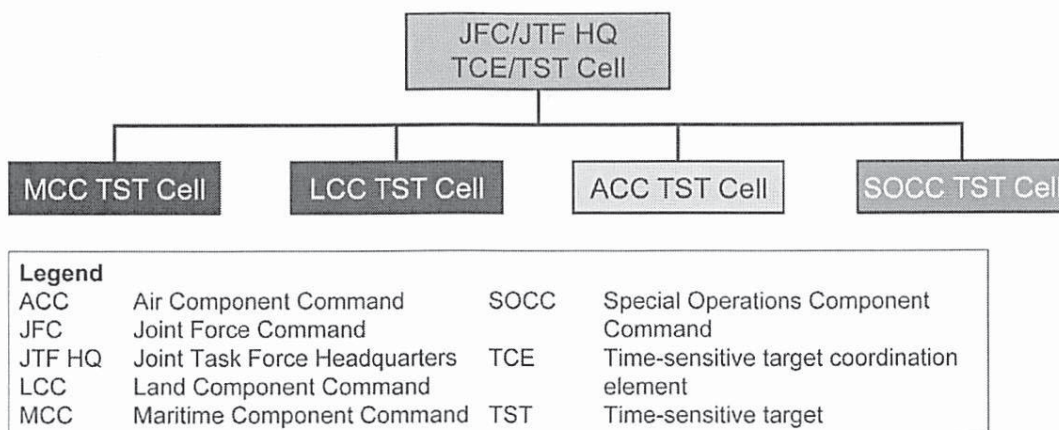 JFC/JTF HQ
TCE/TST Cell
MCC TST Cell
LCC TST Cell
ACC TST Cell
SOCC TST Cell
Legend
ACC Air Component Command
JFC Joint Force Command
JTF HQ Joint Task Force Headquarters
LCC Land Component Command
MCC Maritime Component Command
SOCC Special Operations Component
Command
TCE Time-sensitive target coordination
element
TST Time-sensitive target